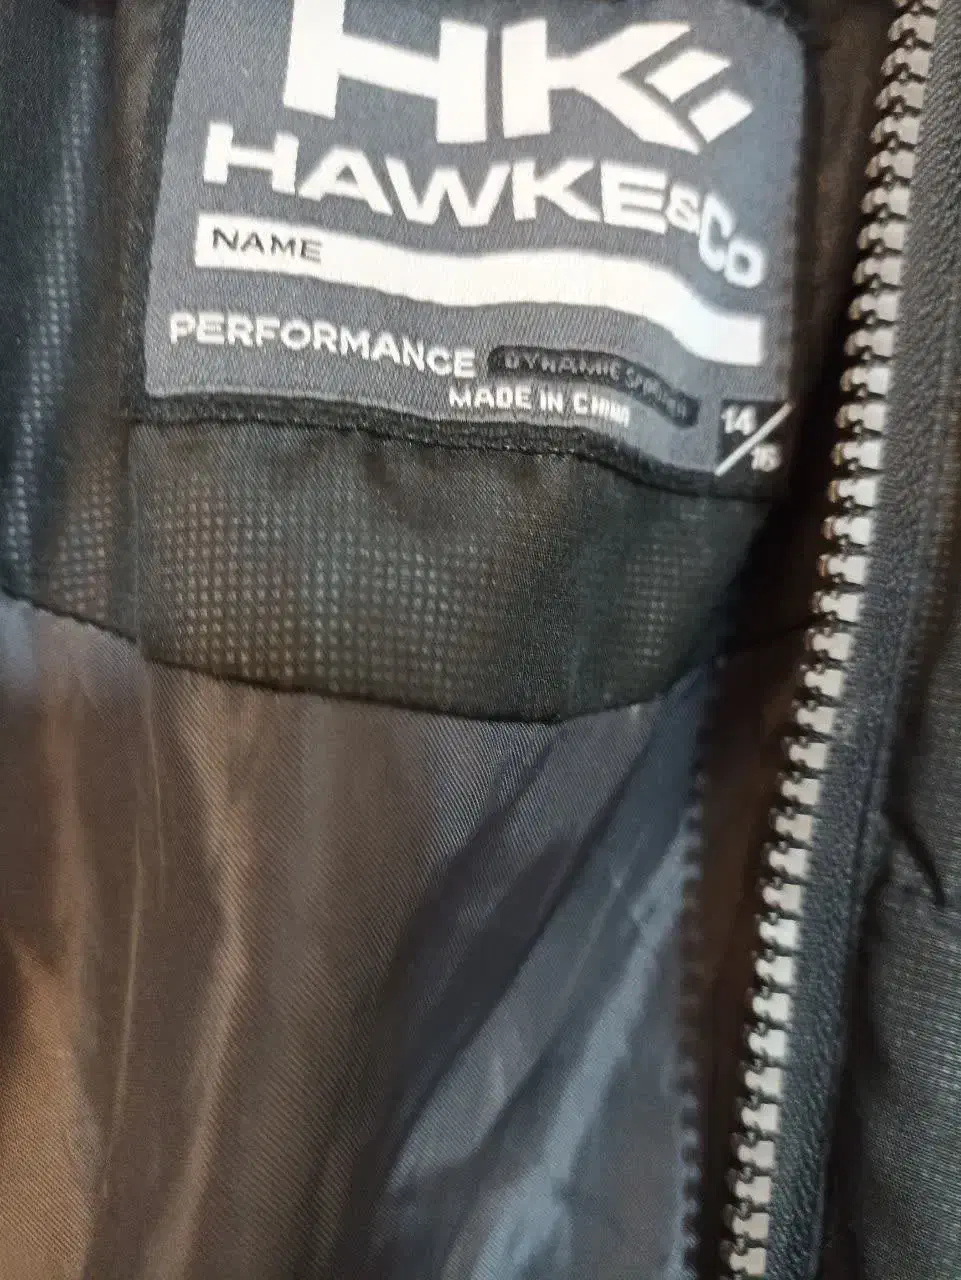 HK
HAWKE&Co
NAME
PERFORMANCE
MADE IN CHINA
14/16